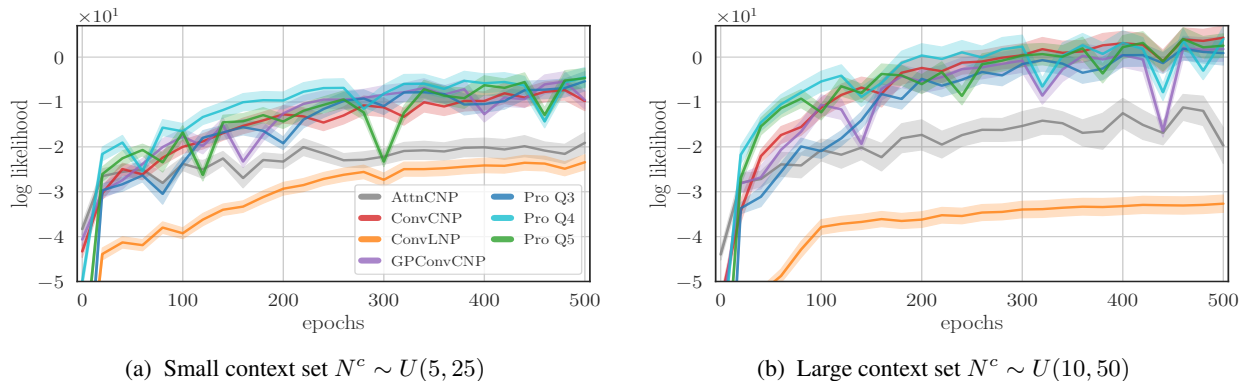 ×10¹ ×10¹
0 0
−1 −1
−2 −2
−3 −3
−4 −4
−5 −5
log likelihood log likelihood
AttnCNP Pro Q3
ConvCNP Pro Q4
ConvLNP Pro Q5
GPConvCNP
0 100 200 300 400 500 0 100 200 300 400 500
epochs epochs
(a) Small context set Nᶜ ∼ U(5, 25) (b) Large context set Nᶜ ∼ U(10, 50)